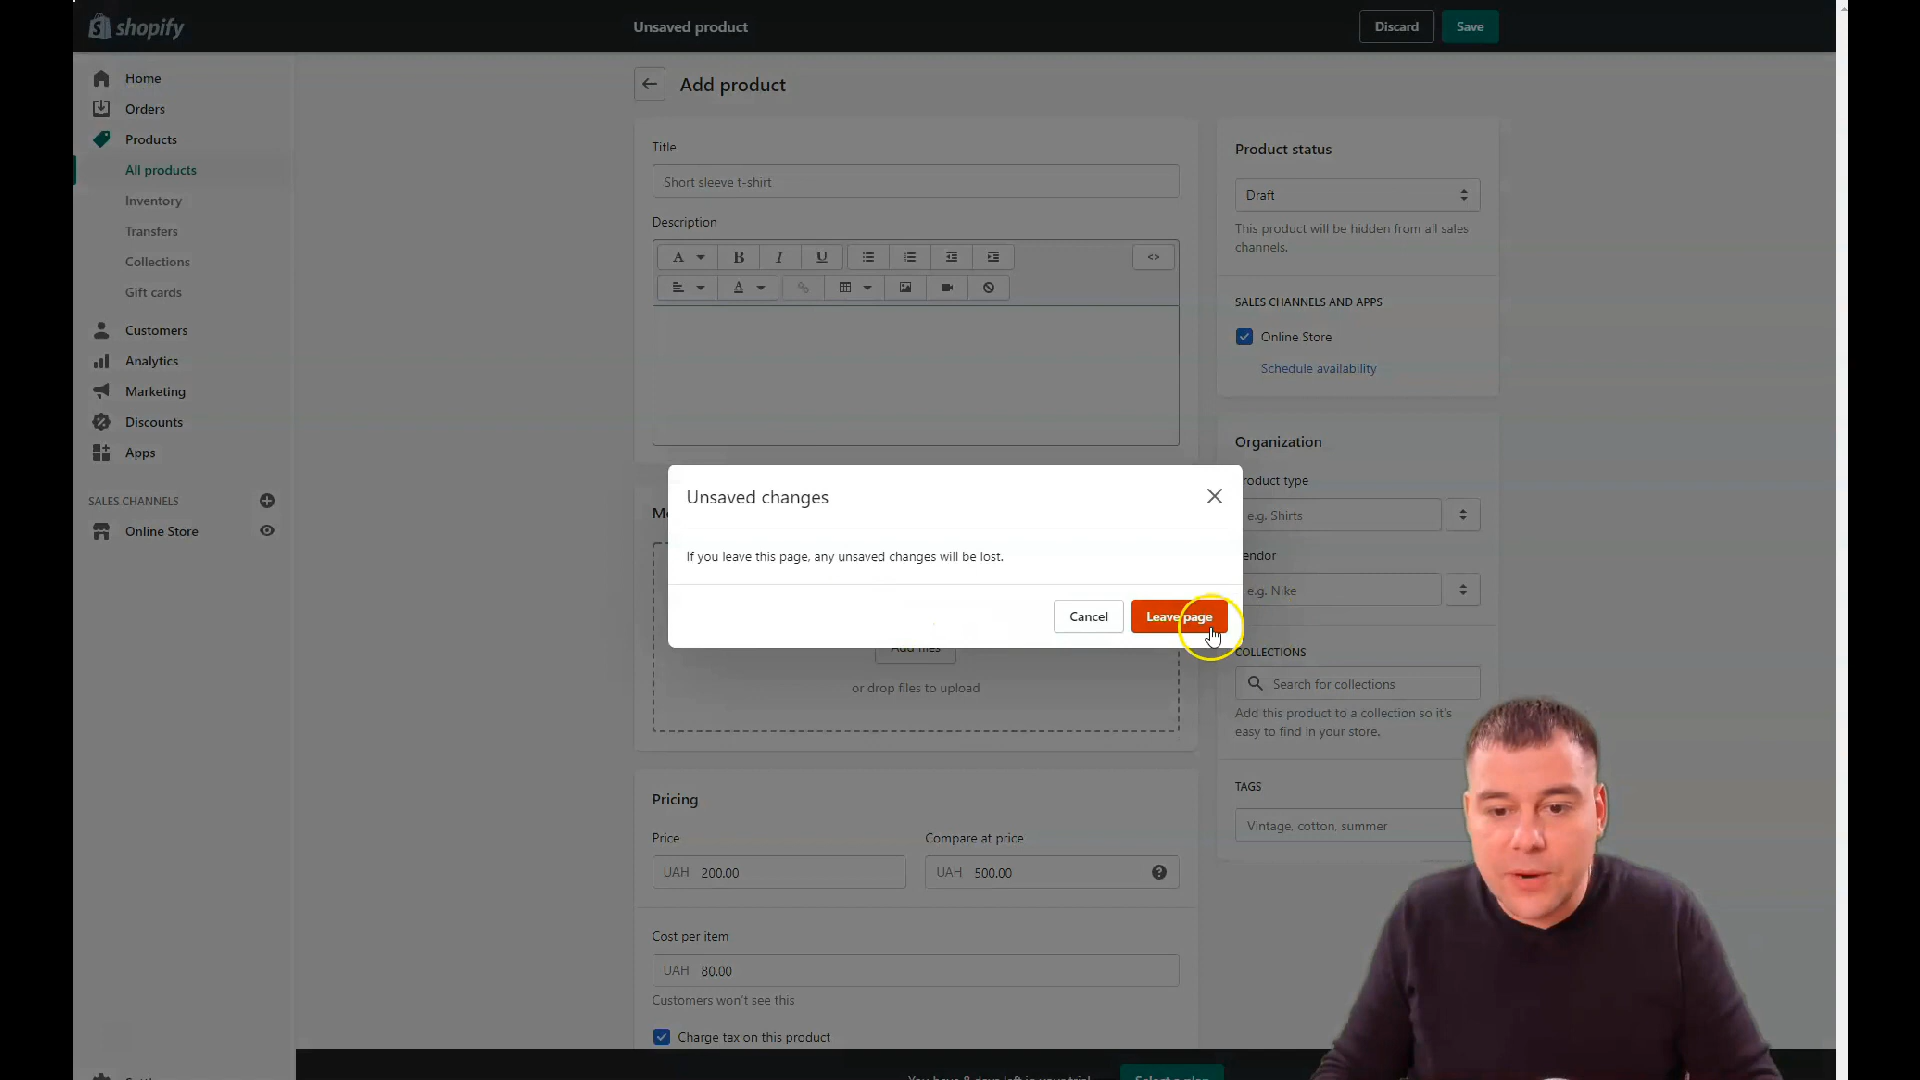 shopify
Unsaved product
Discard
Save
Home
Orders
Products
All products
Inventory
Transfers
Collections
Gift cards
Customers
Analytics
Marketing
Discounts
Apps
SALES CHANNELS
Online Store
Add product
Title
Short sleeve t-shirt
Description
A
B
I
U
<>
A
Unsaved changes
If you leave this page, any unsaved changes will be lost.
Cancel
Leave page
Add files
or drop files to upload
Pricing
Price
Compare at price
UAH 200.00
UAH 500.00
Cost per item
UAH 80.00
Customers won't see this
Charge tax on this product
Product status
Draft
This product will be hidden from all sales
channels.
SALES CHANNELS AND APPS
Online Store
Schedule availability
Organization
roduct type
e.g. Shirts
endor
e.g. Nike
COLLECTIONS
Search for collections
Add this product to a collection so it's
easy to find in your store.
TAGS
Vintage, cotton, summer